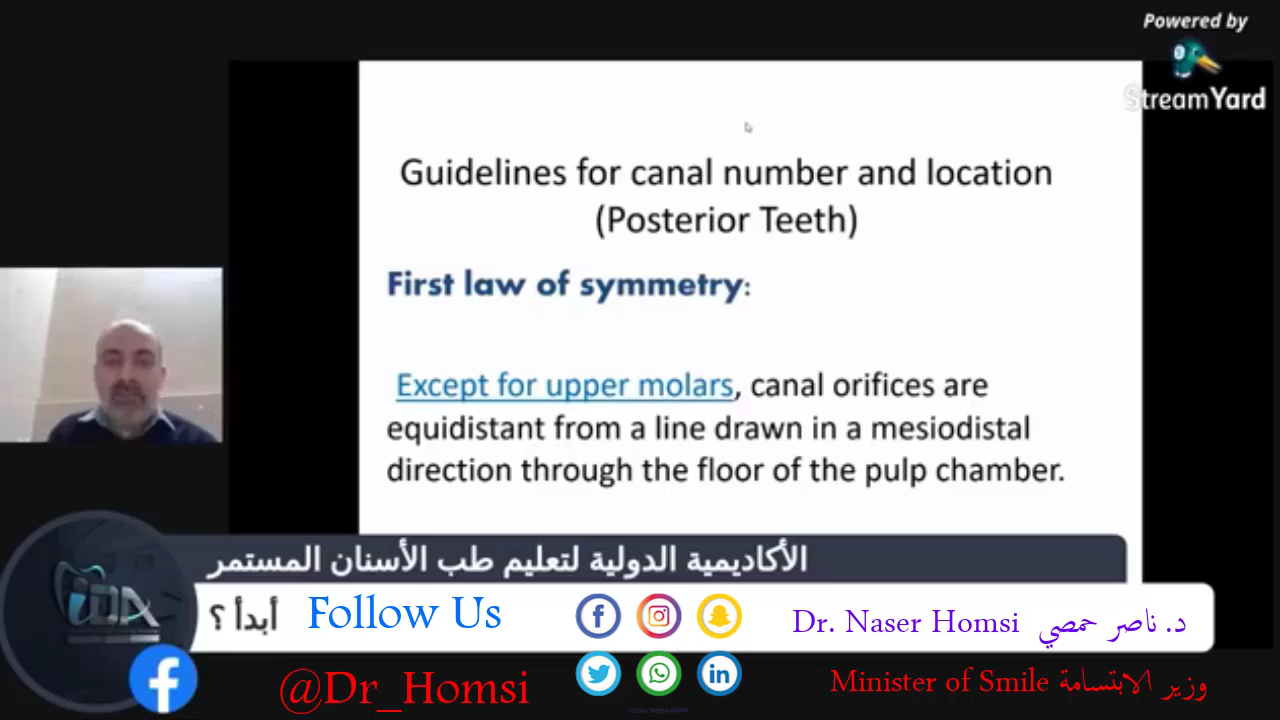 Powered by
StreamYard
Guidelines for canal number and location
(Posterior Teeth)
First law of symmetry:
Except for upper molars, canal orifices are
equidistant from a line drawn in a mesiodistal
direction through the floor of the pulp chamber.
الأكاديمية الدولية لتعليم طب الأسنان المستمر
iDA
أبدأ ؟
Follow Us
Dr. Naser Homsi د. ناصر حمصي
@Dr_Homsi
Minister of Smile وزير الابتسامة